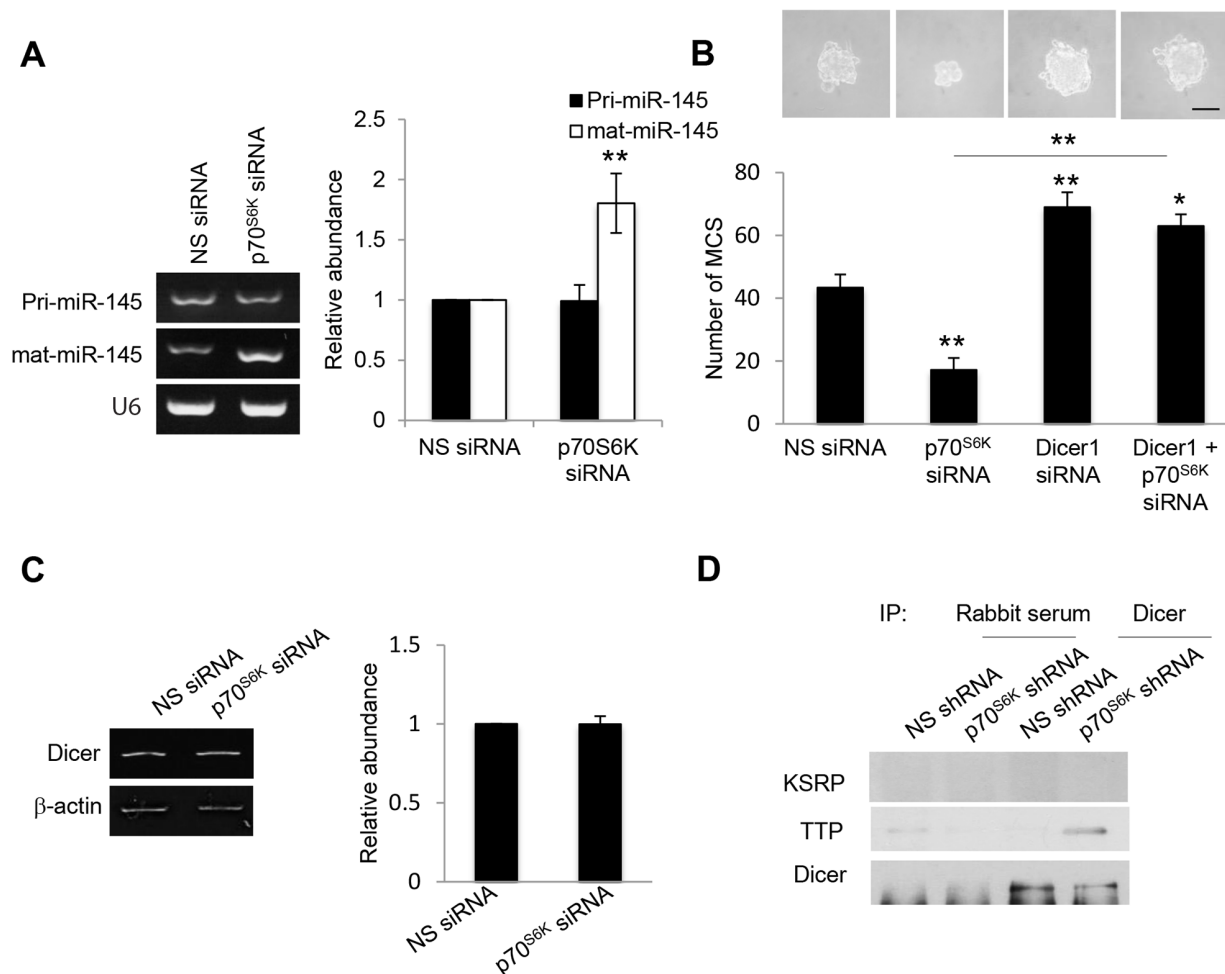 A
NS siRNA
p70S6K siRNA
Pri-miR-145
mat-miR-145
U6
Pri-miR-145
mat-miR-145
**
2.5
2
1.5
1
0.5
0
Relative abundance
NS siRNA
p70S6K
siRNA
B
**
**
**
*
80
60
40
20
0
Number of MCS
NS siRNA
p70S6K
siRNA
Dicer1
siRNA
Dicer1 +
p70S6K
siRNA
C
NS siRNA
p70S6K siRNA
Dicer
β-actin
1.5
1
0.5
0
Relative abundance
NS siRNA
p70S6K siRNA
D
IP:
Rabbit serum
Dicer
NS shRNA
p70S6K shRNA
NS shRNA
p70S6K shRNA
KSRP
TTP
Dicer